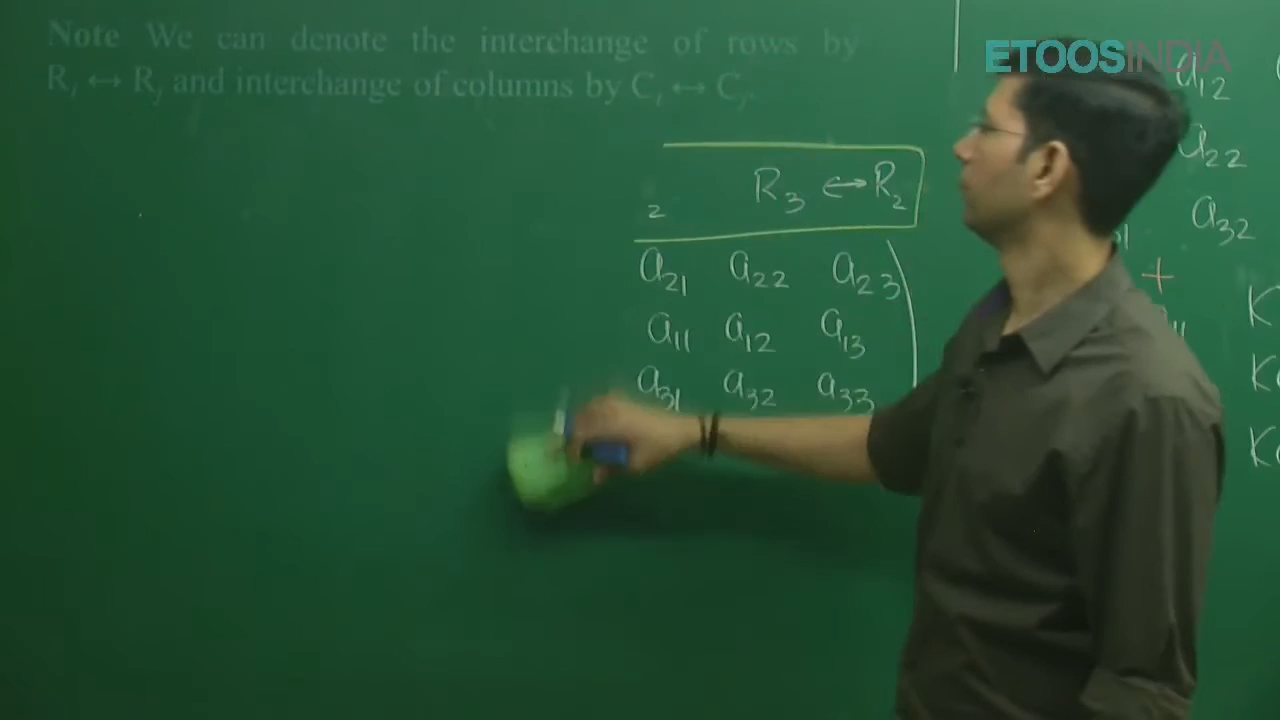 Note We can denote the interchange of rows by
Rᵢ ↔ Rⱼ and interchange of columns by Cᵢ ↔ Cⱼ.
ETOOSINDIA
2 R₃ ↔ R₂
a₂₁ a₂₂ a₂₃
a₁₁ a₁₂ a₁₃
a₃₁ a₃₂ a₃₃
a₁₂
a₂₂
a₃₂
+
K
K
K